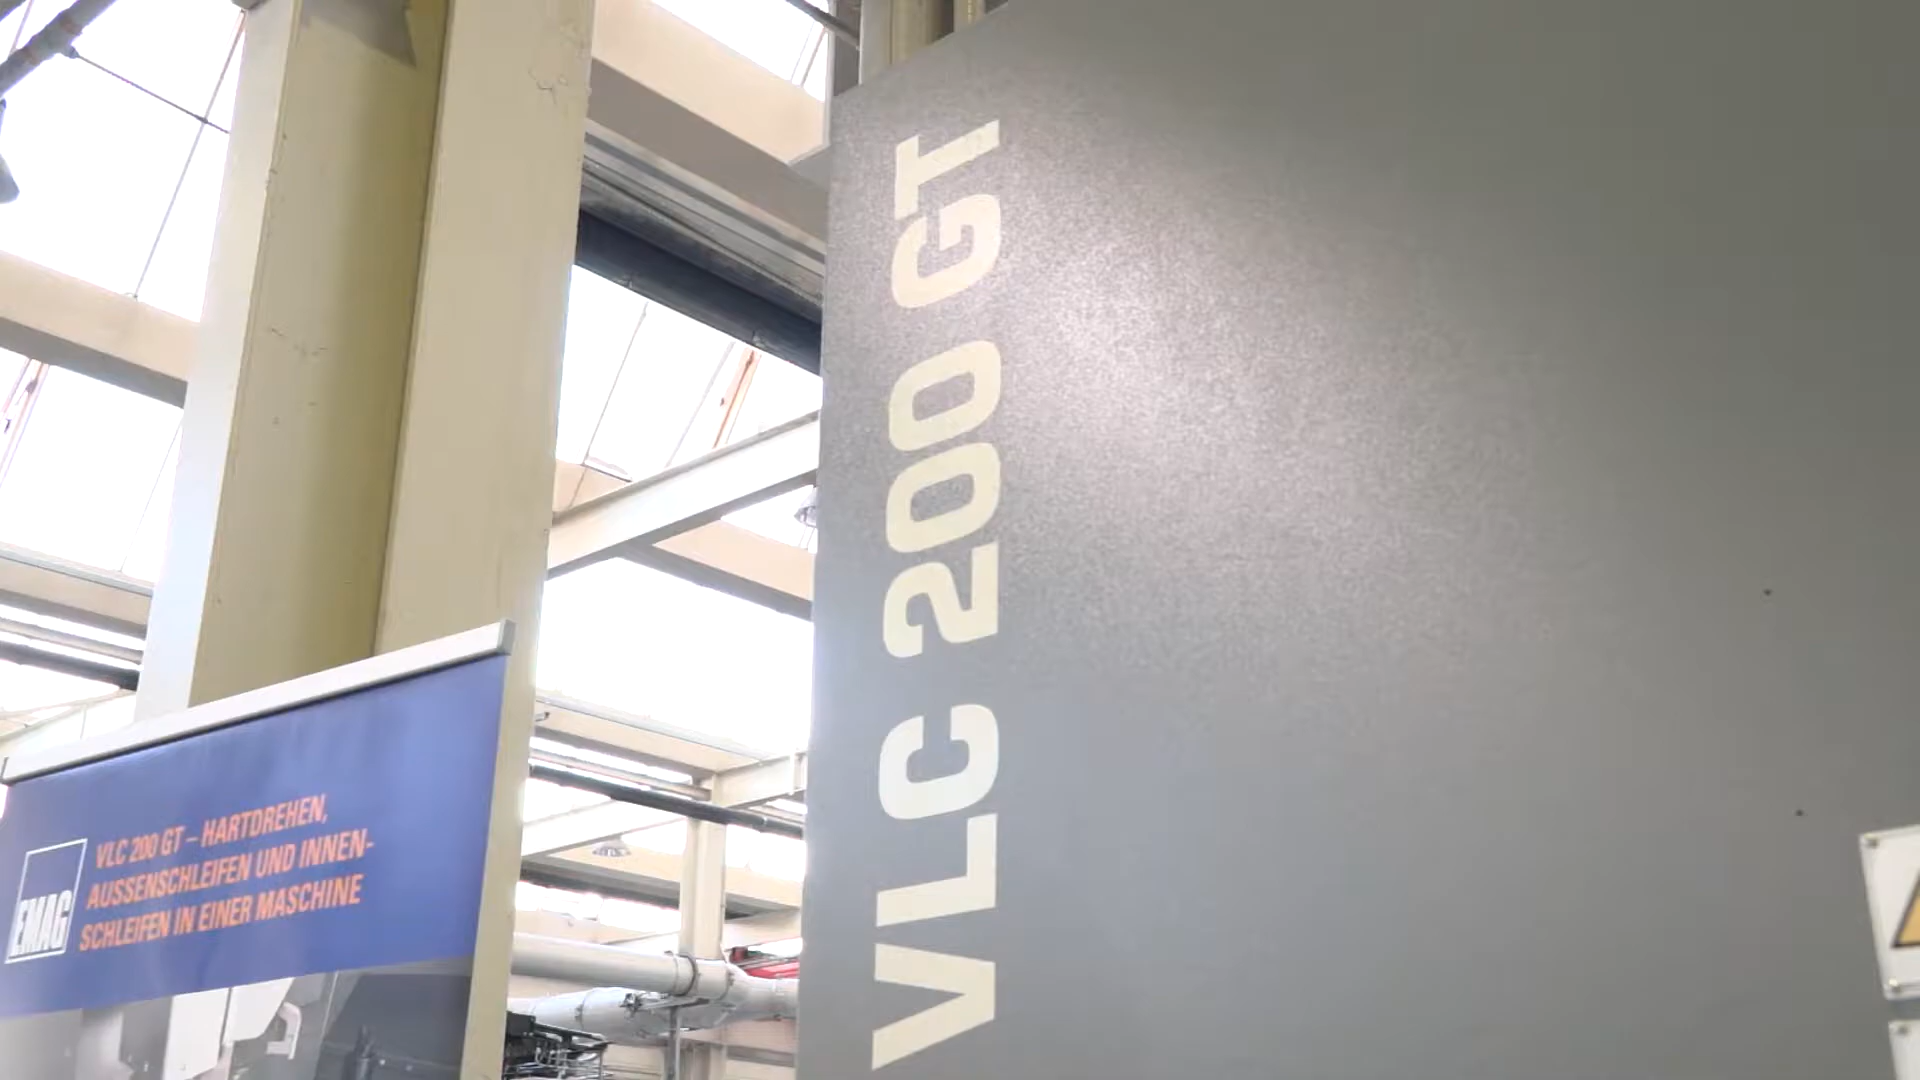 VLC 200 GT
EMAG
VLC 200 GT – HARTDREHEN,
AUSSENSCHLEIFEN UND INNEN-
SCHLEIFEN IN EINER MASCHINE